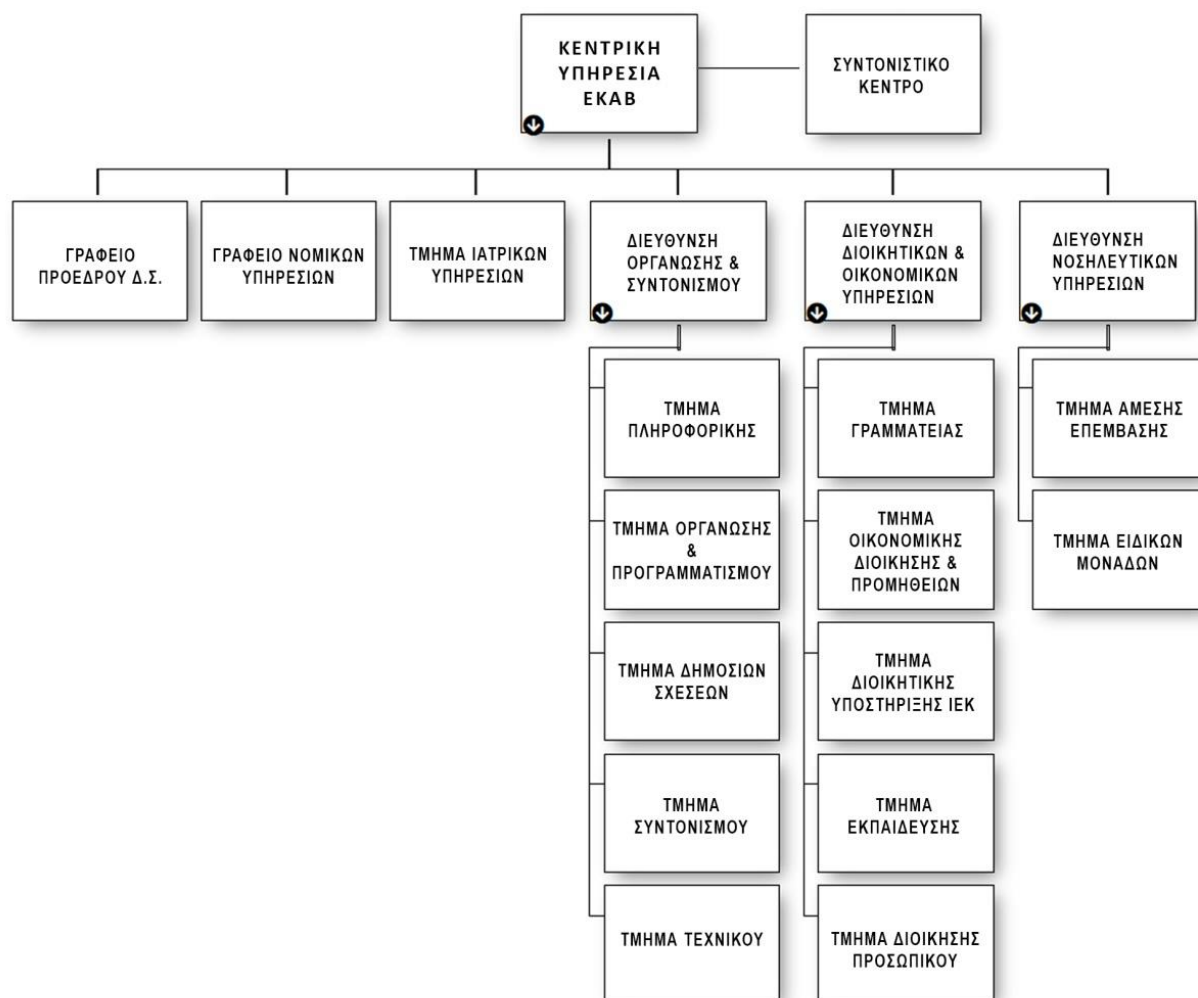 ΚΕΝΤΡΙΚΗ
ΥΠΗΡΕΣΙΑ
ΕΚΑΒ
ΣΥΝΤΟΝΙΣΤΙΚΟ
ΚΕΝΤΡΟ
ΓΡΑΦΕΙΟ
ΠΡΟΕΔΡΟΥ Δ.Σ.
ΓΡΑΦΕΙΟ ΝΟΜΙΚΩΝ
ΥΠΗΡΕΣΙΩΝ
ΤΜΗΜΑ ΙΑΤΡΙΚΩΝ
ΥΠΗΡΕΣΙΩΝ
ΔΙΕΥΘΥΝΣΗ
ΟΡΓΑΝΩΣΗΣ &
ΣΥΝΤΟΝΙΣΜΟΥ
ΔΙΕΥΘΥΝΣΗ
ΔΙΟΙΚΗΤΙΚΩΝ &
ΟΙΚΟΝΟΜΙΚΩΝ
ΥΠΗΡΕΣΙΩΝ
ΔΙΕΥΘΥΝΣΗ
ΝΟΣΗΛΕΥΤΙΚΩΝ
ΥΠΗΡΕΣΙΩΝ
ΤΜΗΜΑ
ΠΛΗΡΟΦΟΡΙΚΗΣ
ΤΜΗΜΑ ΟΡΓΑΝΩΣΗΣ
&
ΠΡΟΓΡΑΜΜΑΤΙΣΜΟΥ
ΤΜΗΜΑ ΔΗΜΟΣΙΩΝ
ΣΧΕΣΕΩΝ
ΤΜΗΜΑ
ΣΥΝΤΟΝΙΣΜΟΥ
ΤΜΗΜΑ ΤΕΧΝΙΚΟΥ
ΤΜΗΜΑ
ΓΡΑΜΜΑΤΕΙΑΣ
ΤΜΗΜΑ
ΟΙΚΟΝΟΜΙΚΗΣ
ΔΙΟΙΚΗΣΗΣ &
ΠΡΟΜΗΘΕΙΩΝ
ΤΜΗΜΑ
ΔΙΟΙΚΗΤΙΚΗΣ
ΥΠΟΣΤΗΡΙΞΗΣ ΙΕΚ
ΤΜΗΜΑ
ΕΚΠΑΙΔΕΥΣΗΣ
ΤΜΗΜΑ ΔΙΟΙΚΗΣΗΣ
ΠΡΟΣΩΠΙΚΟΥ
ΤΜΗΜΑ ΑΜΕΣΗΣ
ΕΠΕΜΒΑΣΗΣ
ΤΜΗΜΑ ΕΙΔΙΚΩΝ
ΜΟΝΑΔΩΝ